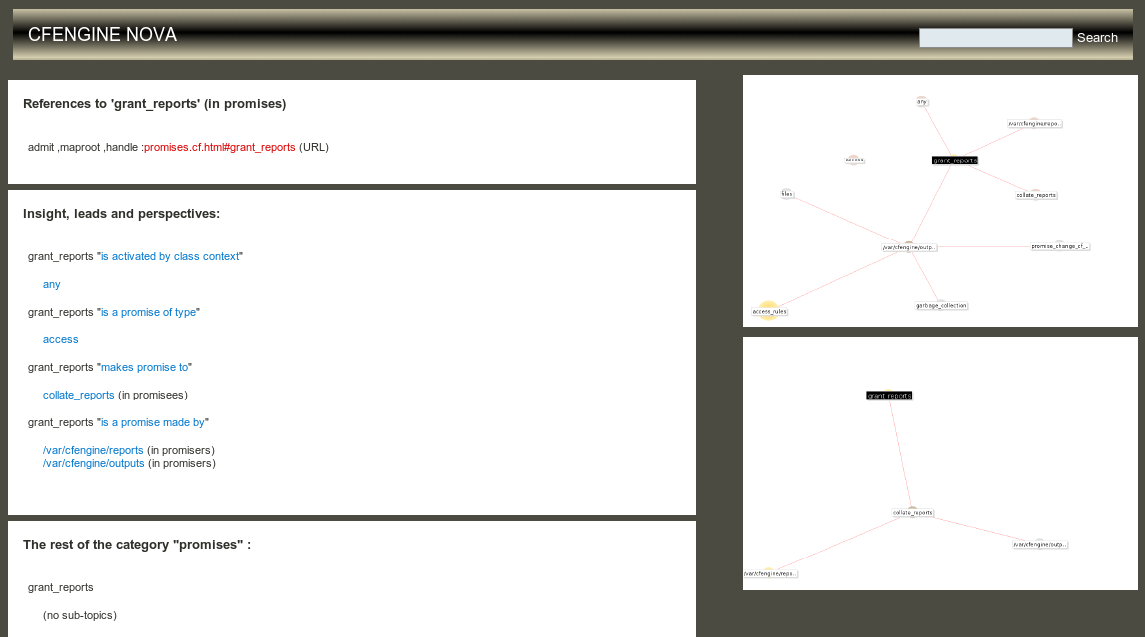 CFENGINE NOVA
Search
References to 'grant_reports' (in promises)
admit ,maproot ,handle :promises.cf.html#grant_reports (URL)
Insight, leads and perspectives:
grant_reports "is activated by class context"
any
grant_reports "is a promise of type"
access
grant_reports "makes promise to"
collate_reports (in promisees)
grant_reports "is a promise made by"
/var/cfengine/reports (in promisers)
/var/cfengine/outputs (in promisers)
The rest of the category "promises" :
grant_reports
(no sub-topics)
any
/var/cfengine/repo..
access
grant_reports
files
collate_reports
/var/cfengine/outp..
promise_change_cf_..
garbage_collection
access_rules
grant_reports
collate_reports
/var/cfengine/outp..
/var/cfengine/repo..